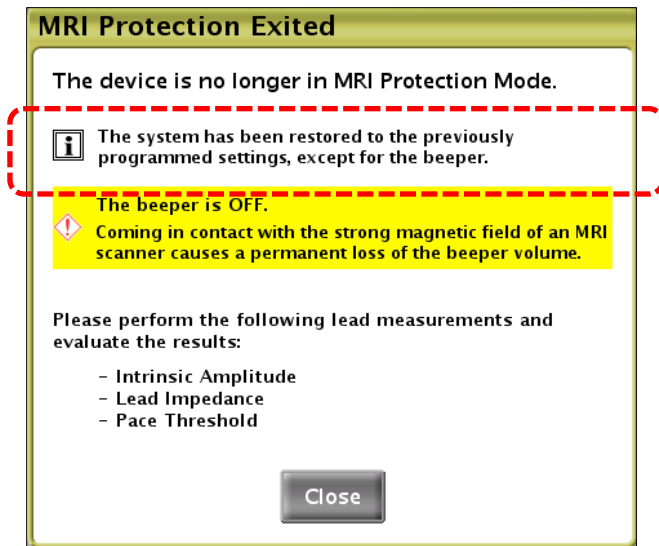 MRI Protection Exited
The device is no longer in MRI Protection Mode.
i
The system has been restored to the previously
programmed settings, except for the beeper.
The beeper is OFF.
!
Coming in contact with the strong magnetic field of an MRI
scanner causes a permanent loss of the beeper volume.
Please perform the following lead measurements and
evaluate the results:
- Intrinsic Amplitude
- Lead Impedance
- Pace Threshold
Close